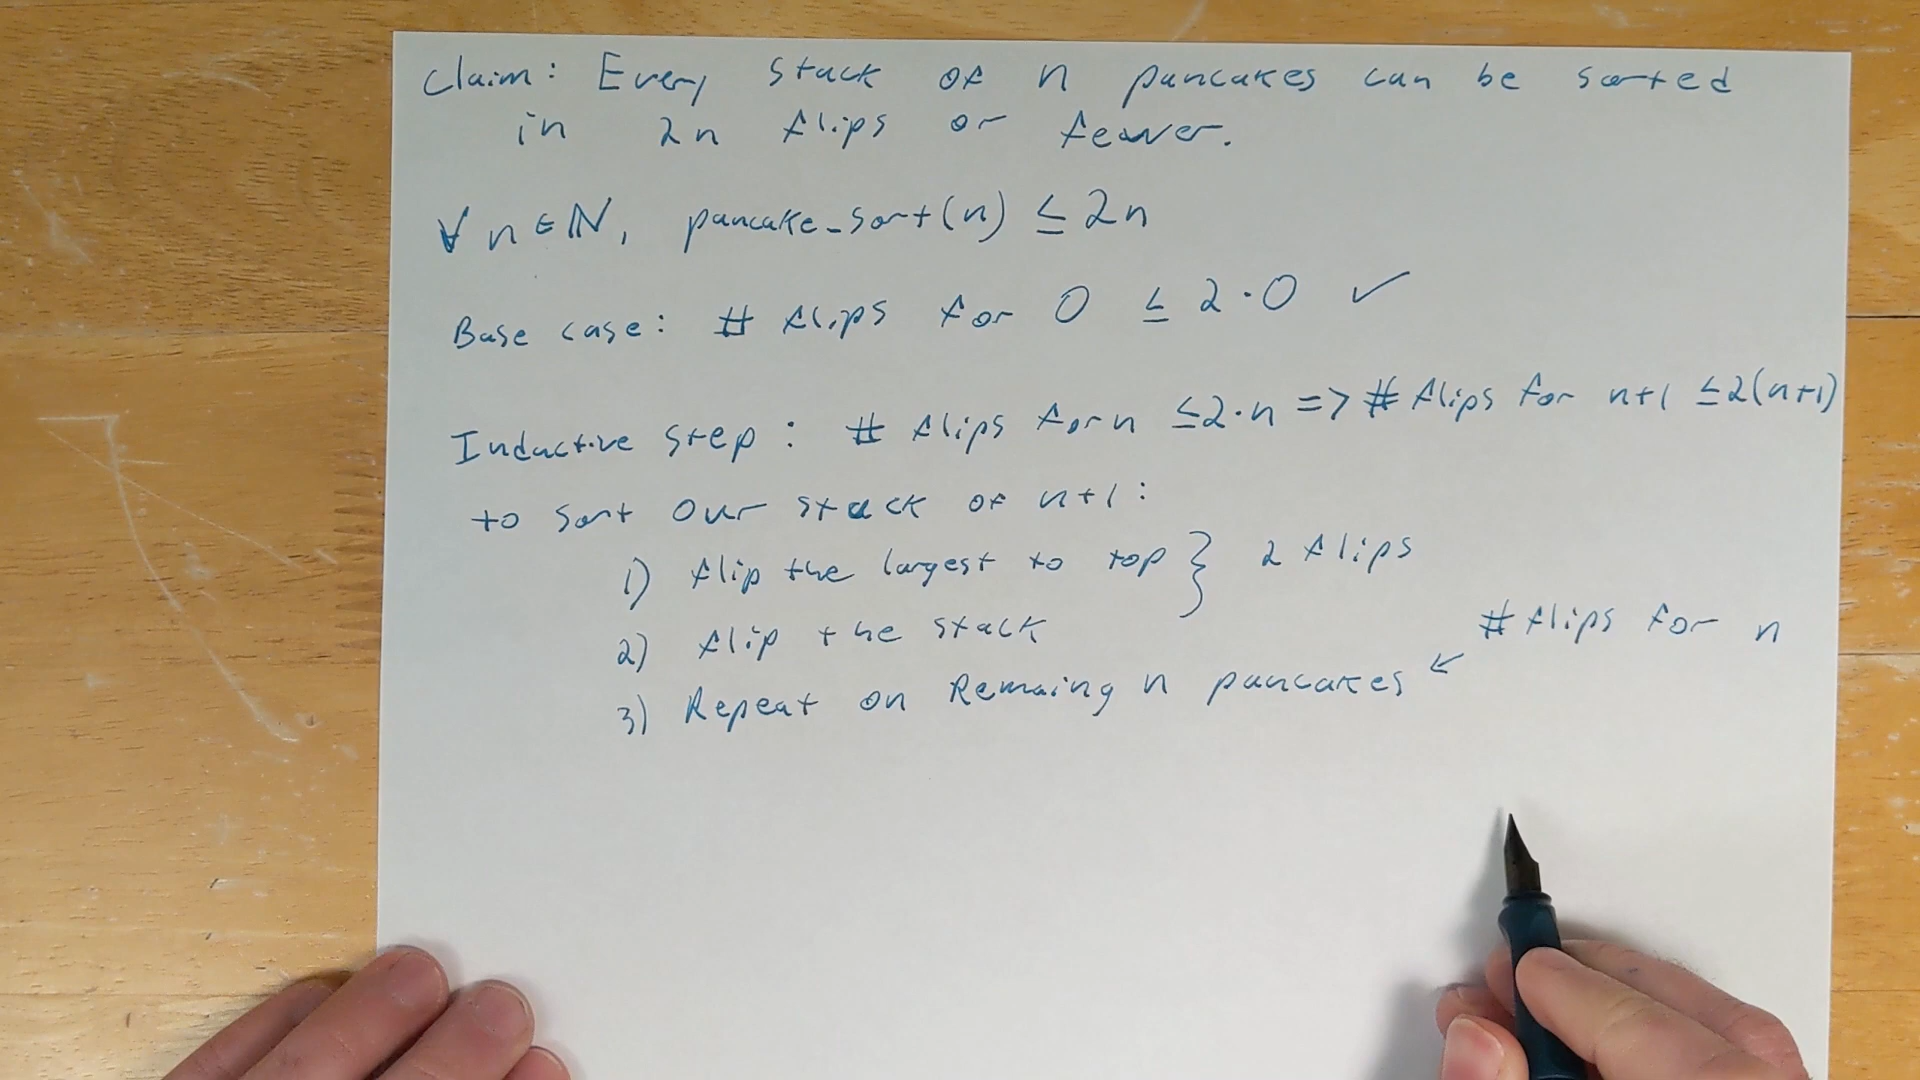 Claim: Every stack of n pancakes can be sorted
in 2n flips or fewer.
∀ n ∈ ℕ, pancake_sort(n) ≤ 2n
Base case: # flips for 0 ≤ 2·0 ✓
Inductive step: # flips for n ≤ 2·n => # flips for n+1 ≤ 2(n+1)
to sort our stack of n+1:
1) flip the largest to top } 2 flips
2) flip the stack
# flips for n
3) Repeat on Remaing n pancakes ↙